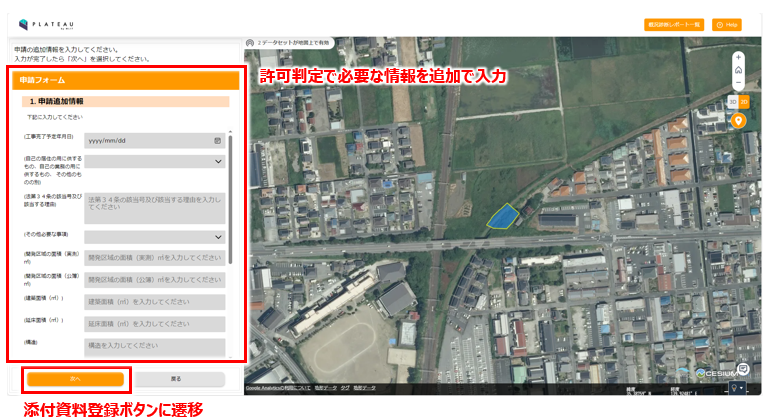 PLATEAU
by MLIT
概況診断レポート一覧
Help
申請の追加情報を入力してください。
入力が完了したら「次へ」を選択してください。
2 データセットが地図上で有効
申請フォーム
許可判定で必要な情報を追加で入力
1. 申請追加情報
下記に入力してください
(工事完了予定年月日)
yyyy/mm/dd
(自己の居住の用に供する
もの、自己の業務の用に
供するもの、その他のも
のの別)
(法第３４条の該当号及び
該当する理由)
法第３４条の該当号及び該当する理由を入力し
てください
(その他必要な事項)
(開発区域の面積（実測）
㎡)
開発区域の面積（実測）㎡を入力してください
(開発区域の面積（公簿）
㎡)
開発区域の面積（公簿）㎡を入力してください
(建築面積（㎡）)
建築面積（㎡）を入力してください
(延床面積（㎡）)
延床面積（㎡）を入力してください
(構造)
構造を入力してください
3D
2D
次へ
戻る
Google Analyticsの利用について 地形データ タグ 地形データ
CESIUM
緯度
経度
添付資料登録ボタンに遷移